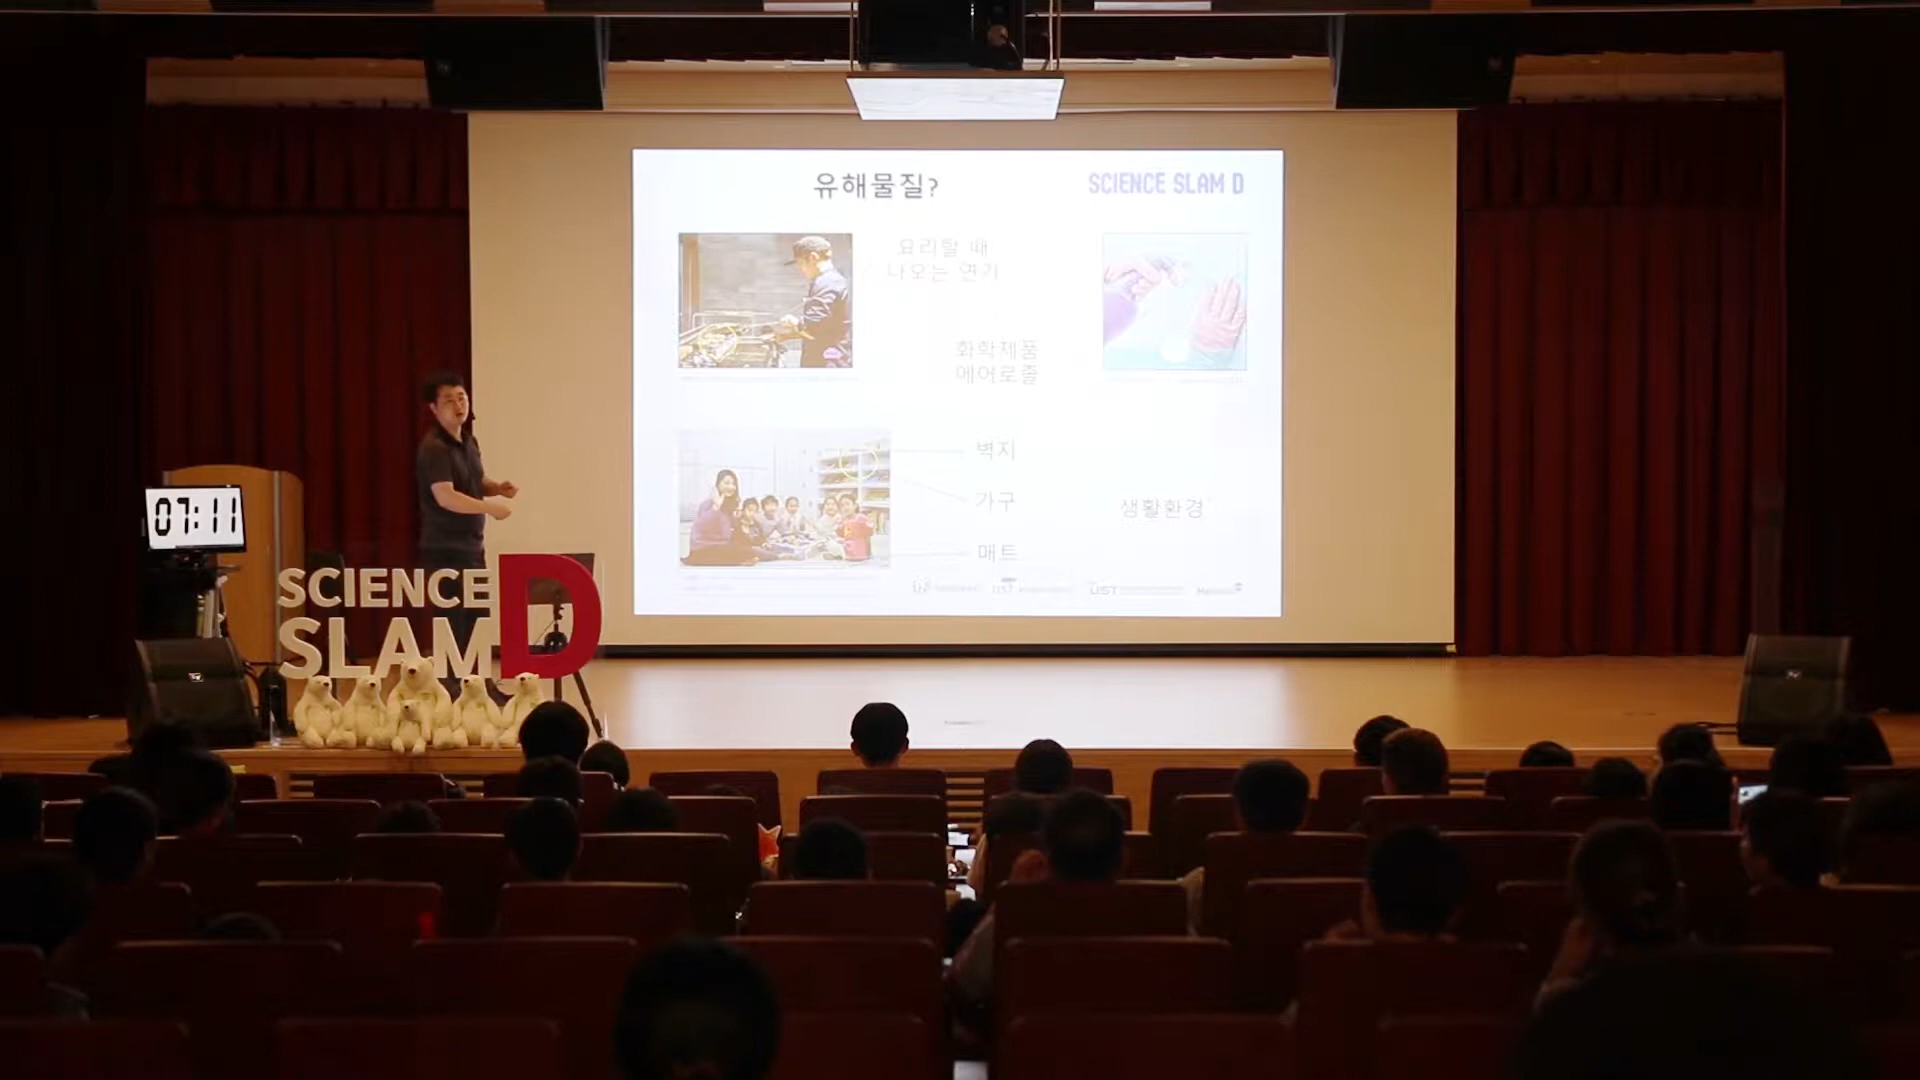 유해물질?
SCIENCE SLAM D
요리할 때
나오는 연기
화학제품
에어로졸
벽지
가구
매트
생활환경
UST
07:11
SCIENCE
SLAM D